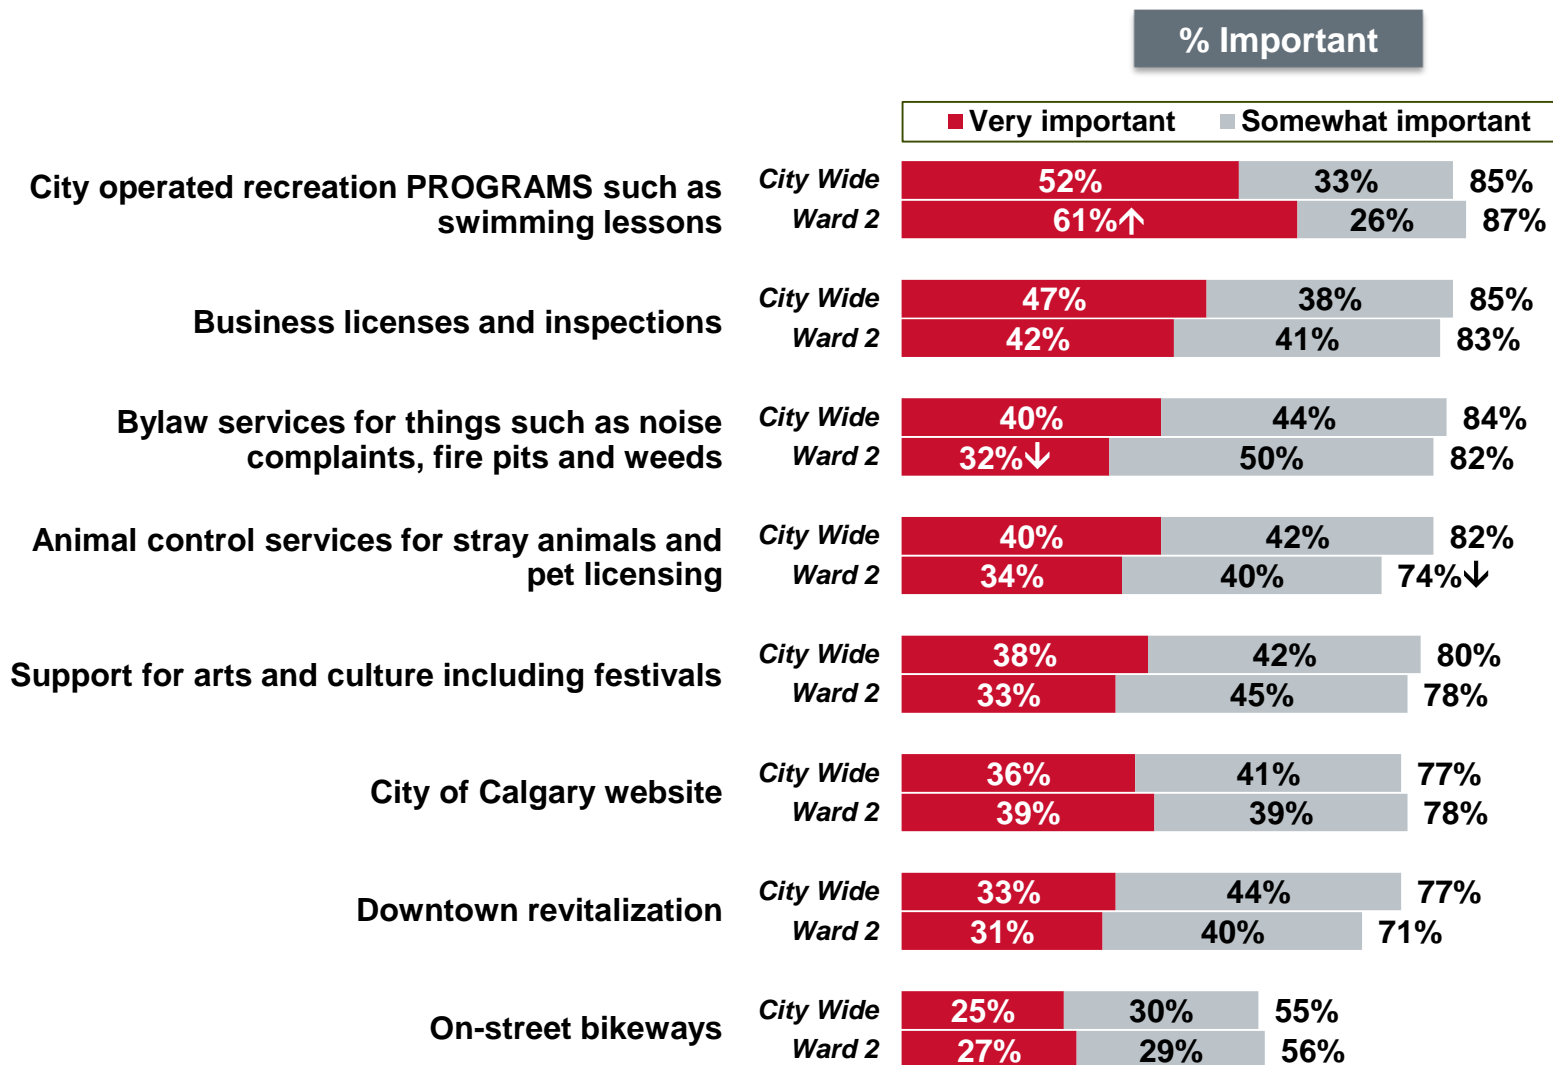 % Important
Very important Somewhat important
City operated recreation PROGRAMS such as
swimming lessons
City Wide 52% 33% 85%
Ward 2 61%↑ 26% 87%
Business licenses and inspections
City Wide 47% 38% 85%
Ward 2 42% 41% 83%
Bylaw services for things such as noise
complaints, fire pits and weeds
City Wide 40% 44% 84%
Ward 2 32%↓ 50% 82%
Animal control services for stray animals and
pet licensing
City Wide 40% 42% 82%
Ward 2 34% 40% 74%↓
Support for arts and culture including festivals
City Wide 38% 42% 80%
Ward 2 33% 45% 78%
City of Calgary website
City Wide 36% 41% 77%
Ward 2 39% 39% 78%
Downtown revitalization
City Wide 33% 44% 77%
Ward 2 31% 40% 71%
On-street bikeways
City Wide 25% 30% 55%
Ward 2 27% 29% 56%